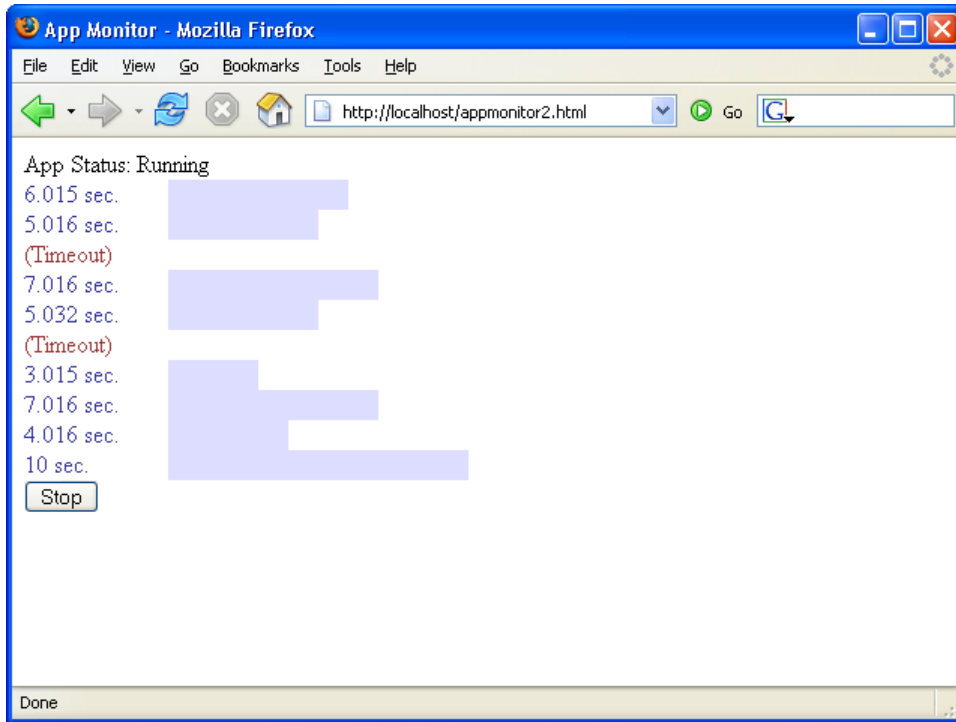 App Monitor - Mozilla Firefox
File Edit View Go Bookmarks Tools Help
http://localhost/appmonitor2.html Go G
App Status: Running
6.015 sec.
5.016 sec.
(Timeout)
7.016 sec.
5.032 sec.
(Timeout)
3.015 sec.
7.016 sec.
4.016 sec.
10 sec.
Stop
Done